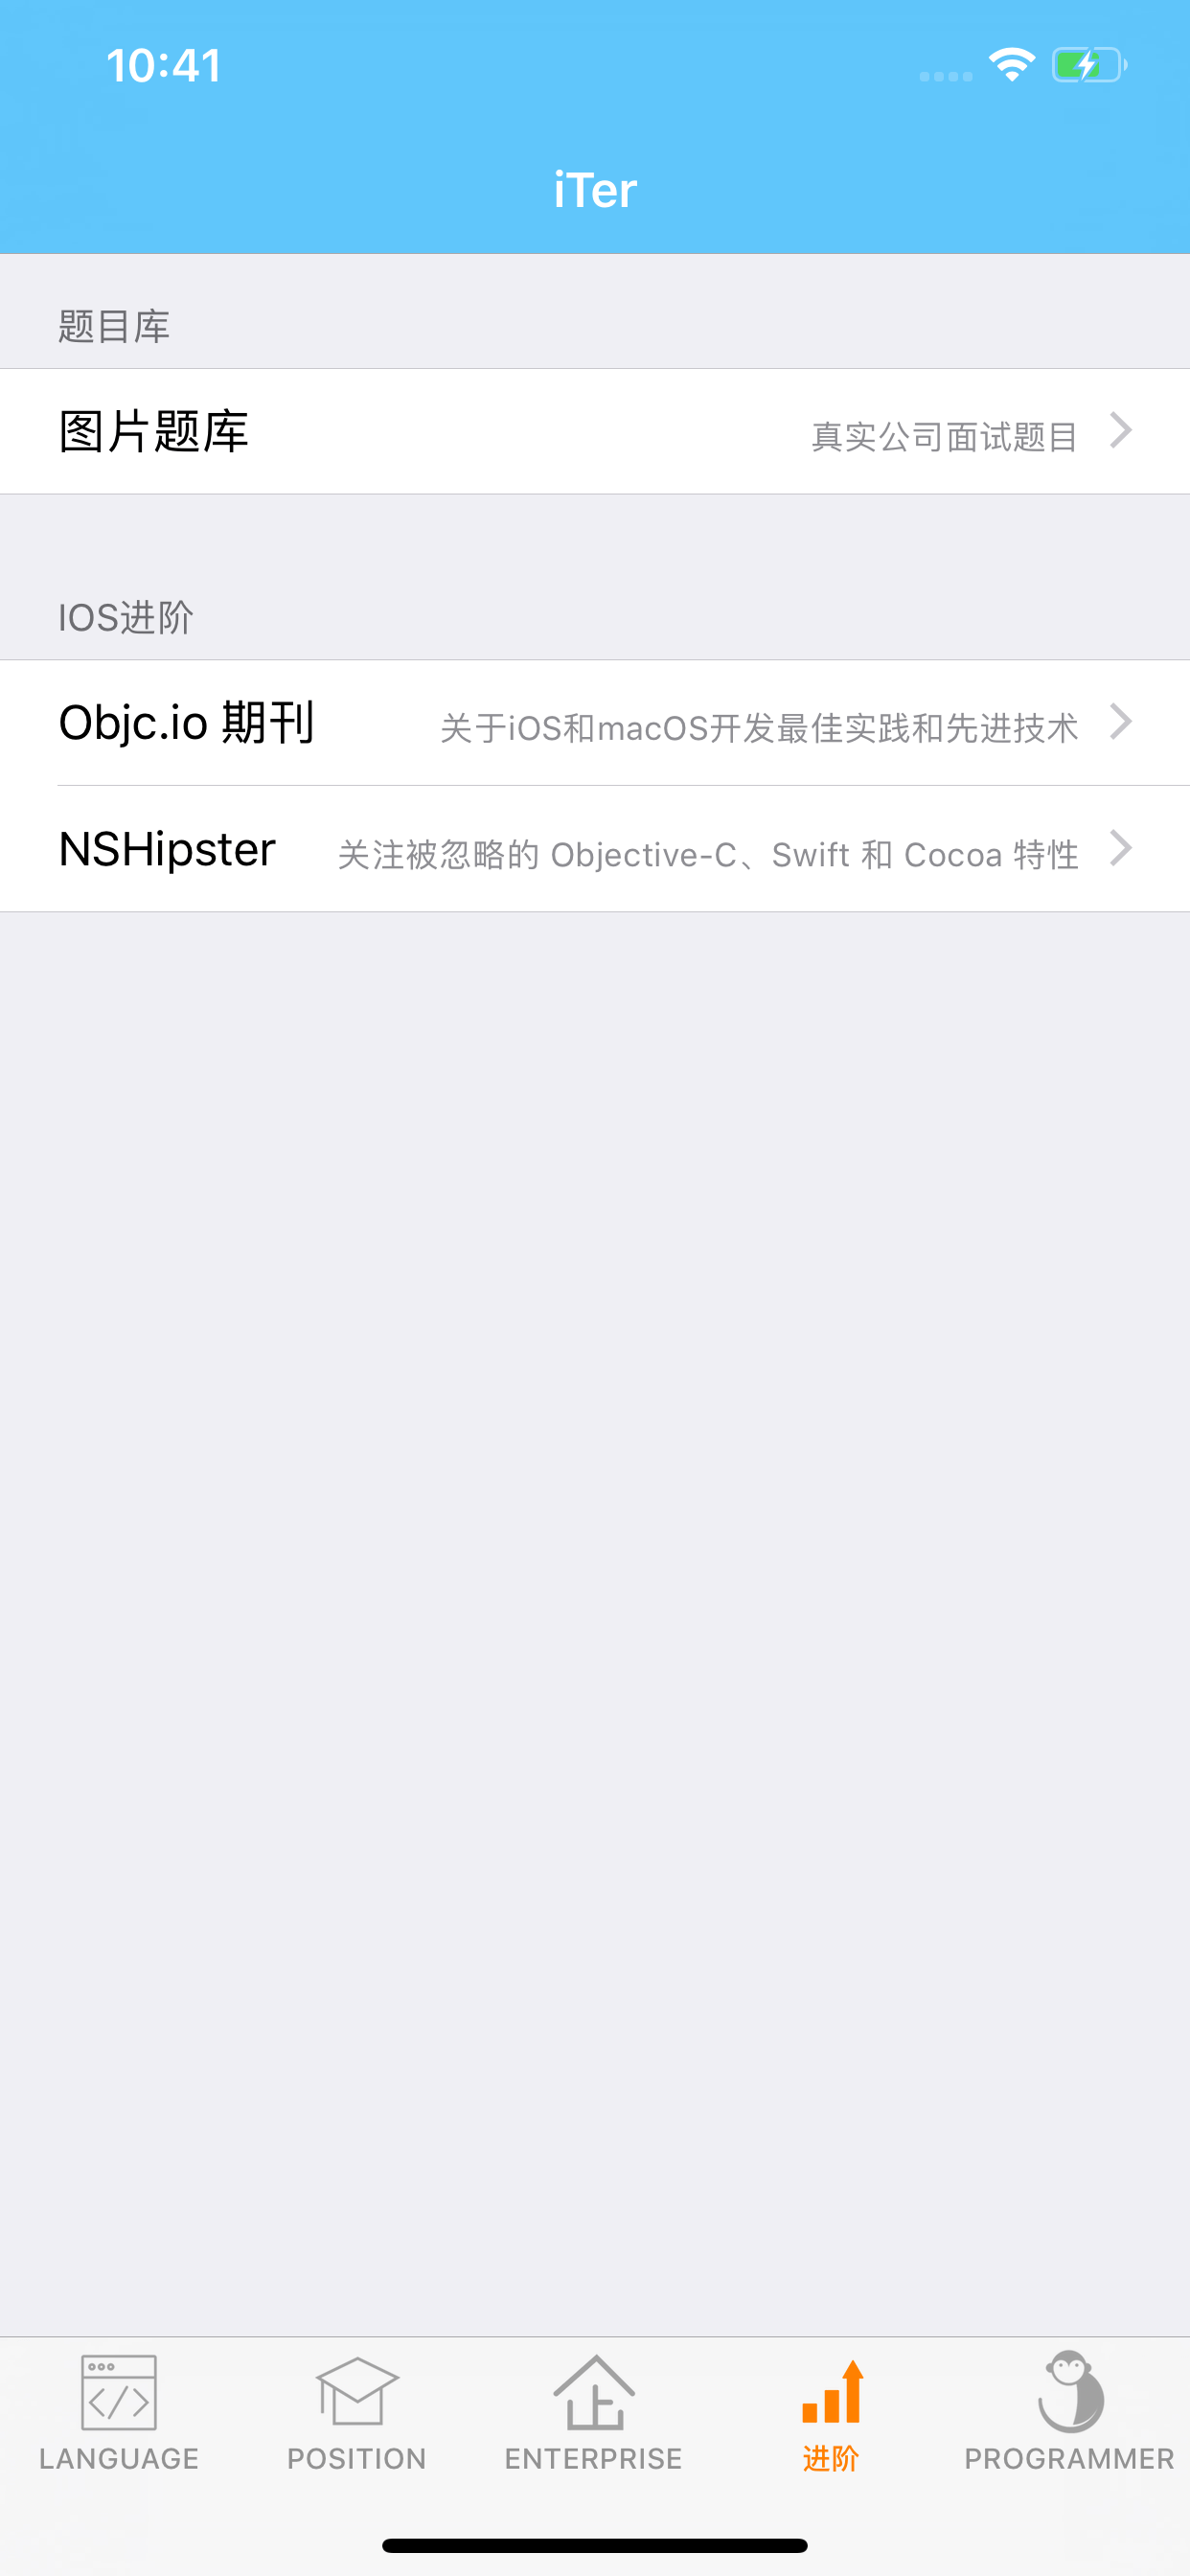 10:41
iTer
题目库
图片题库 真实公司面试题目
IOS进阶
Objc.io 期刊 关于iOS和macOS开发最佳实践和先进技术
NSHipster 关注被忽略的 Objective-C、Swift 和 Cocoa 特性
LANGUAGE POSITION ENTERPRISE 进阶 PROGRAMMER